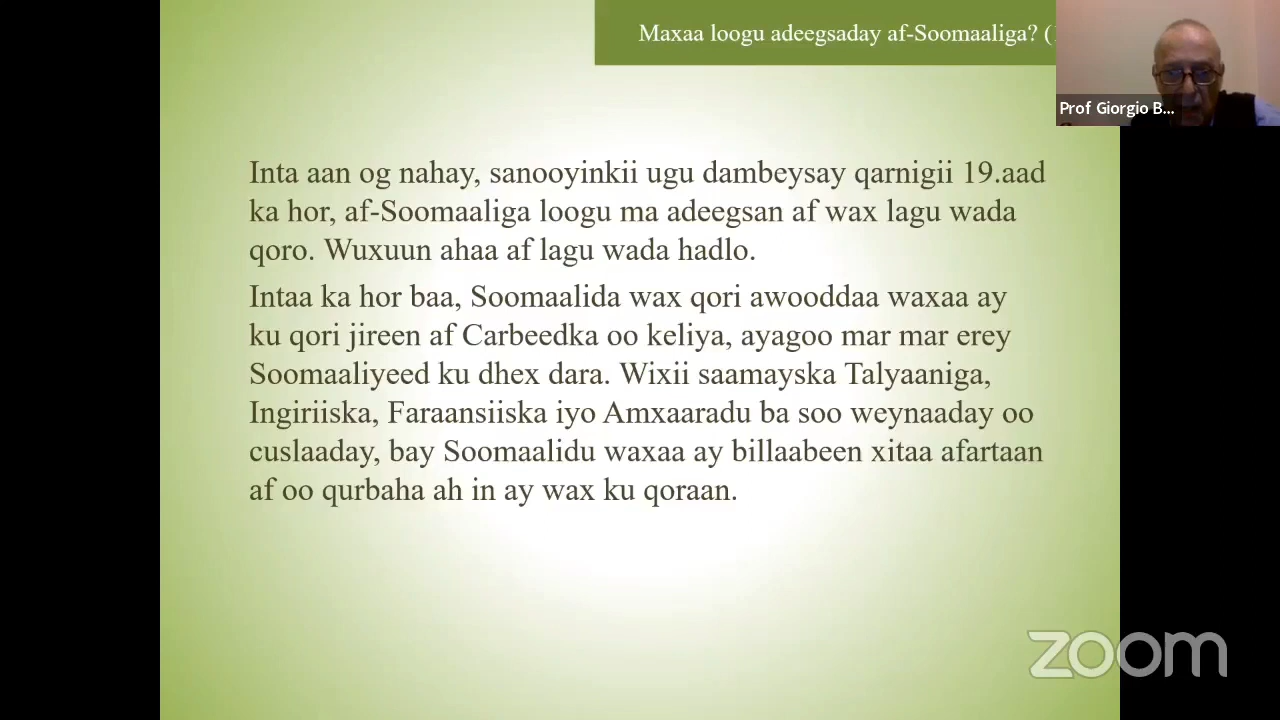 Maxaa loogu adeegsaday af-Soomaaliga? (
Prof Giorgio B...
Inta aan og nahay, sanooyinkii ugu dambeysay qarnigii 19.aad
ka hor, af-Soomaaliga loogu ma adeegsan af wax lagu wada
qoro. Wuxuun ahaa af lagu wada hadlo.
Intaa ka hor baa, Soomaalida wax qori awooddaa waxaa ay
ku qori jireen af Carbeedka oo keliya, ayagoo mar mar erey
Soomaaliyeed ku dhex dara. Wixii saamayska Talyaaniga,
Ingiriiska, Faraansiiska iyo Amxaaradu ba soo weynaaday oo
cuslaaday, bay Soomaalidu waxaa ay billaabeen xitaa afartaan
af oo qurbaha ah in ay wax ku qoraan.
zoom